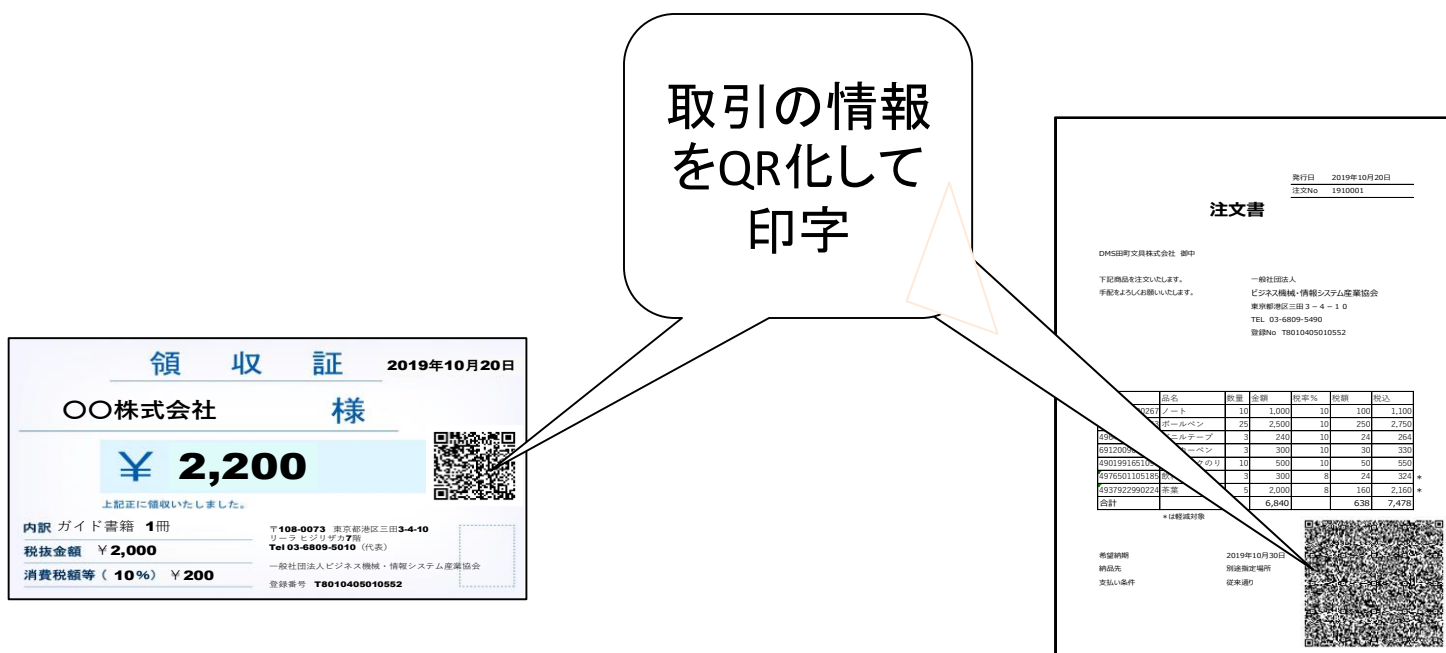 取引の情報
をQR化して
印字
領 収 証 2019年10月20日
〇〇株式会社 様
¥ 2,200
上記正に領収いたしました。
内訳 ガイド書籍 1冊
税抜金額 ¥2,000
消費税額等( 10%) ¥200
〒108-0073 東京都港区三田3-4-10
リーラ ヒジリザカ7階
Tel 03-6809-5010(代表)
一般社団法人ビジネス機械・情報システム産業協会
登録番号 T8010405010552
発行日 2019年10月20日
注文No 1910001
注文書
DMS田町文具株式会社 御中
下記商品を注文いたします。
手配をよろしくお願いいたします。
一般社団法人
ビジネス機械・情報システム産業協会
東京都港区三田3-4-10
TEL 03-6809-5490
登録No T8010405010552
品名 数量 金額 税率% 税額 税込
0267 ノート 10 1,000 10 100 1,100
ボールペン 25 2,500 10 250 2,750
ニルテープ 3 240 10 24 264
ーペン 3 300 10 30 330
のり 10 500 10 50 550
4976501105185 3 300 8 24 324 *
4937922990224 茶葉 5 2,000 8 160 2,160 *
合計 6,840 638 7,478
*は軽減対象
希望納期 2019年10月30日
納品先 別途指定場所
支払い条件 従来通り